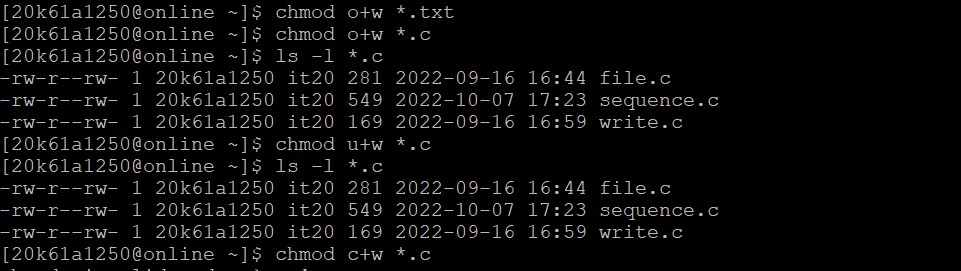 [20k61a1250@online ~]$ chmod o+w *.txt
[20k61a1250@online ~]$ chmod o+w *.c
[20k61a1250@online ~]$ ls -l *.c
-rw-r--rw- 1 20k61a1250 it20 281 2022-09-16 16:44 file.c
-rw-r--rw- 1 20k61a1250 it20 549 2022-10-07 17:23 sequence.c
-rw-r--rw- 1 20k61a1250 it20 169 2022-09-16 16:59 write.c
[20k61a1250@online ~]$ chmod u+w *.c
[20k61a1250@online ~]$ ls -l *.c
-rw-r--rw- 1 20k61a1250 it20 281 2022-09-16 16:44 file.c
-rw-r--rw- 1 20k61a1250 it20 549 2022-10-07 17:23 sequence.c
-rw-r--rw- 1 20k61a1250 it20 169 2022-09-16 16:59 write.c
[20k61a1250@online ~]$ chmod c+w *.c